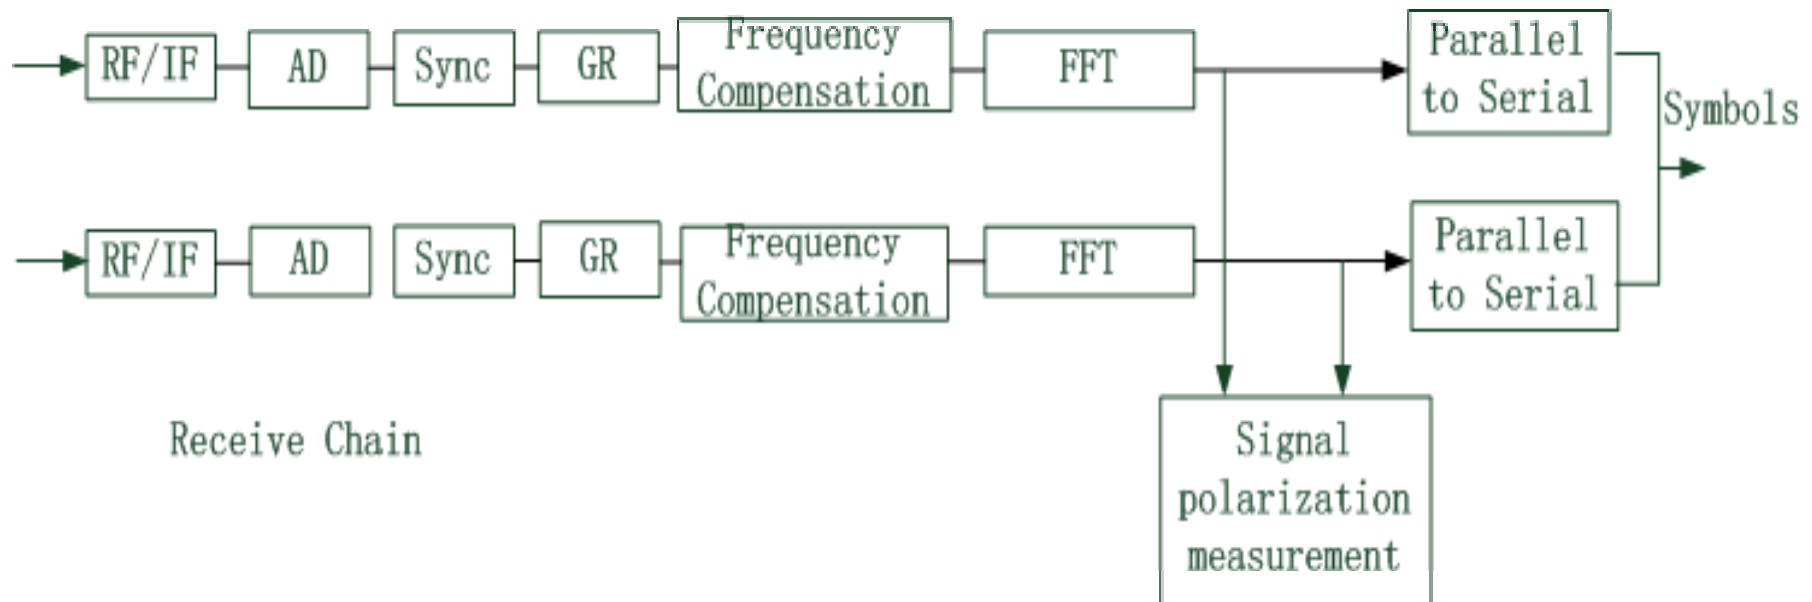 RF/IF
AD
Sync
GR
Frequency
Compensation
FFT
Parallel
to Serial
Symbols
RF/IF
AD
Sync
GR
Frequency
Compensation
FFT
Parallel
to Serial
Receive Chain
Signal
polarization
measurement